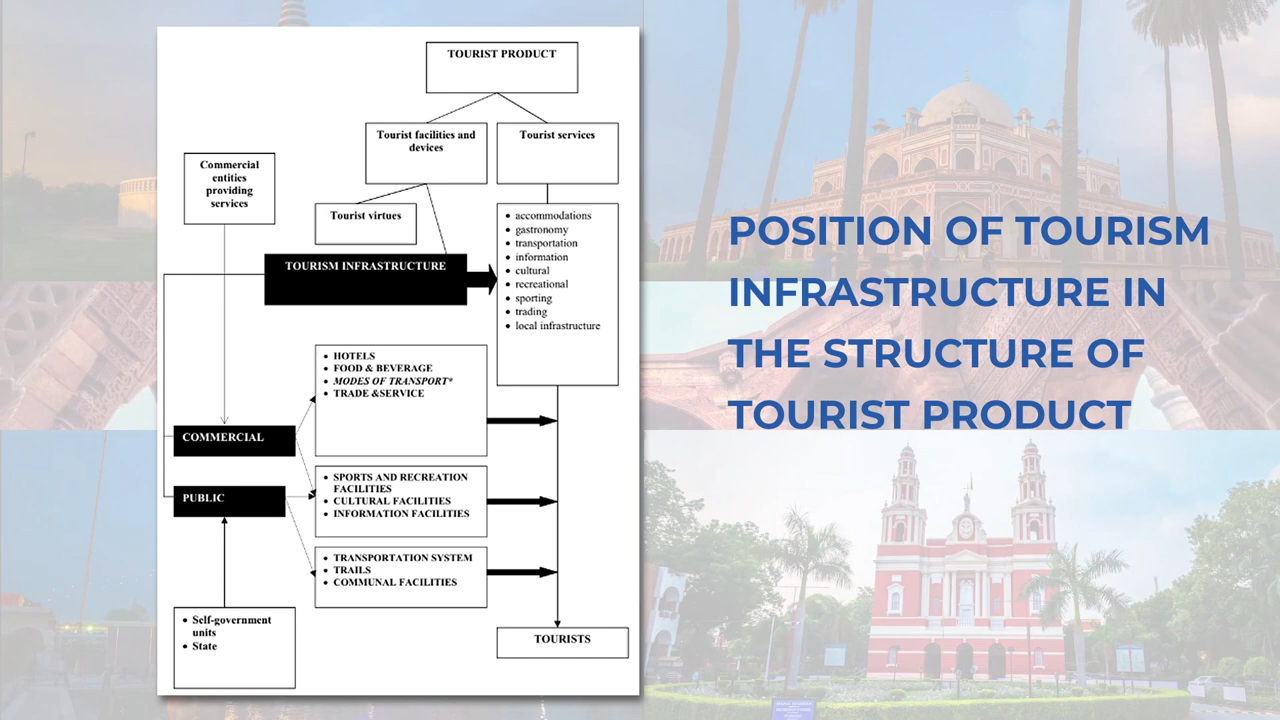 TOURIST PRODUCT
Tourist facilities and
devices
Tourist services
Commercial
entities
providing
services
Tourist virtues
• accommodations
• gastronomy
• transportation
• information
• cultural
• recreational
• sporting
• trading
• local infrastructure
TOURISM INFRASTRUCTURE
• HOTELS
• FOOD & BEVERAGE
• MODES OF TRANSPORT*
• TRADE &SERVICE
COMMERCIAL
• SPORTS AND RECREATION
FACILITIES
• CULTURAL FACILITIES
• INFORMATION FACILITIES
PUBLIC
• TRANSPORTATION SYSTEM
• TRAILS
• COMMUNAL FACILITIES
• Self-government
units
• State
TOURISTS
POSITION OF TOURISM
INFRASTRUCTURE IN
THE STRUCTURE OF
TOURIST PRODUCT